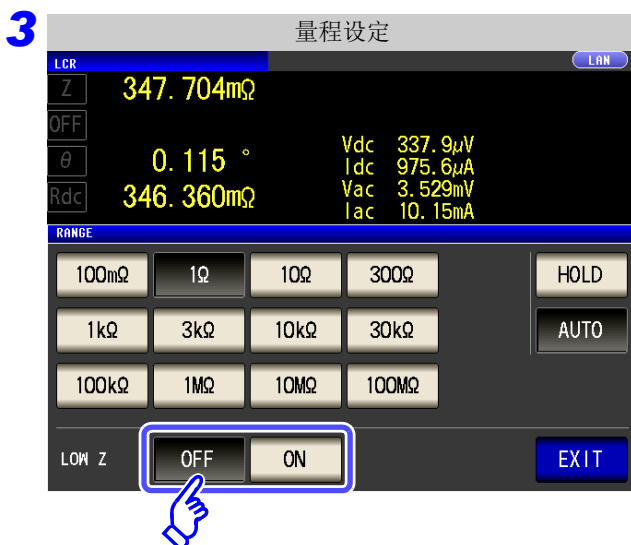 3
量程设定
LCR
LAN
Z 347.704mΩ
OFF
Vdc 337.9μV
θ 0.115 ° Idc 975.6μA
Vac 3.529mV
Rdc 346.360mΩ Iac 10.15mA
RANGE
100mΩ 1Ω 10Ω 300Ω HOLD
1kΩ 3kΩ 10kΩ 30kΩ AUTO
100kΩ 1MΩ 10MΩ 100MΩ
LOW Z OFF ON EXIT